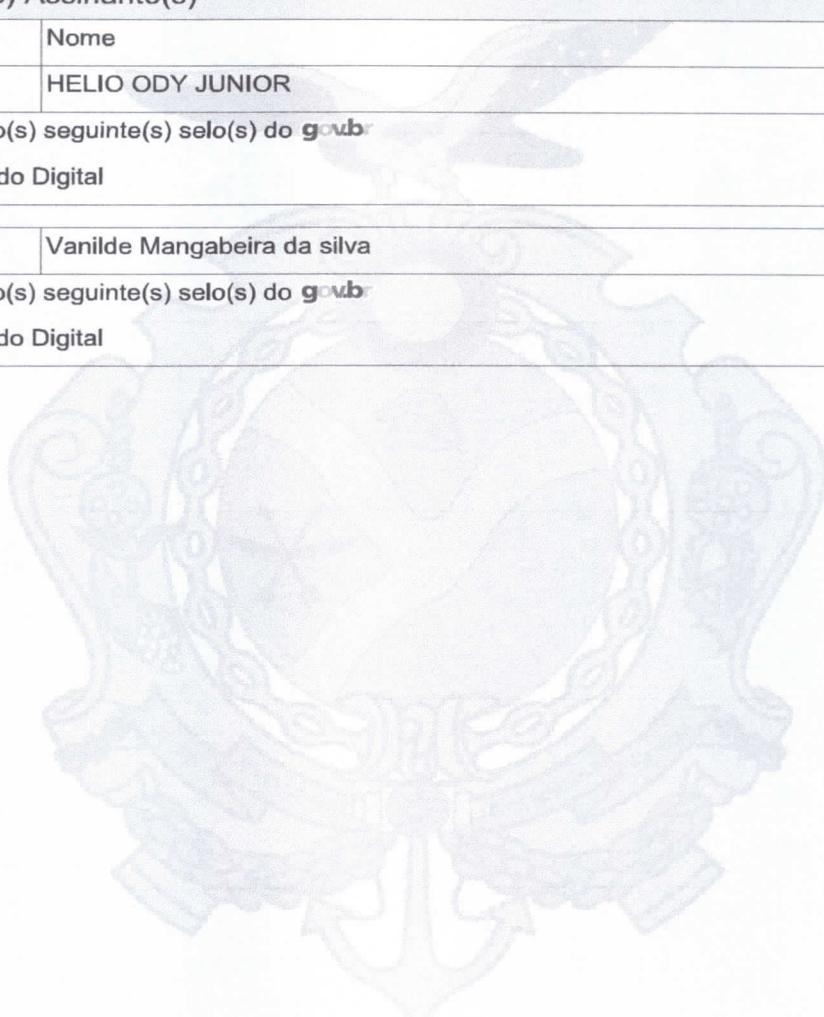 Assinante(s)
Nome
HELIO ODY JUNIOR
o(s) seguinte(s) selo(s) do gov.br
do Digital
Vanilde Mangabeira da silva
o(s) seguinte(s) selo(s) do gov.br
do Digital